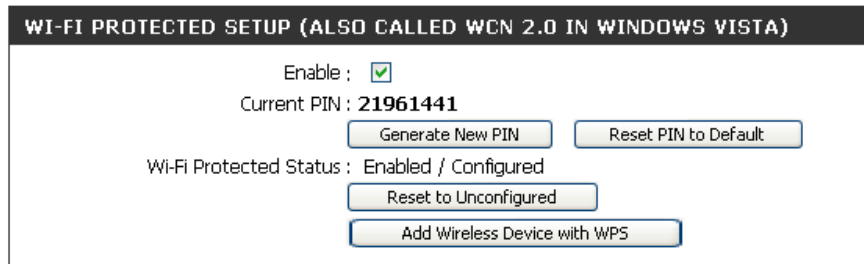 WI-FI PROTECTED SETUP (ALSO CALLED WCN 2.0 IN WINDOWS VISTA)
Enable :
Current PIN : 21961441
Generate New PIN Reset PIN to Default
Wi-Fi Protected Status : Enabled / Configured
Reset to Unconfigured
Add Wireless Device with WPS